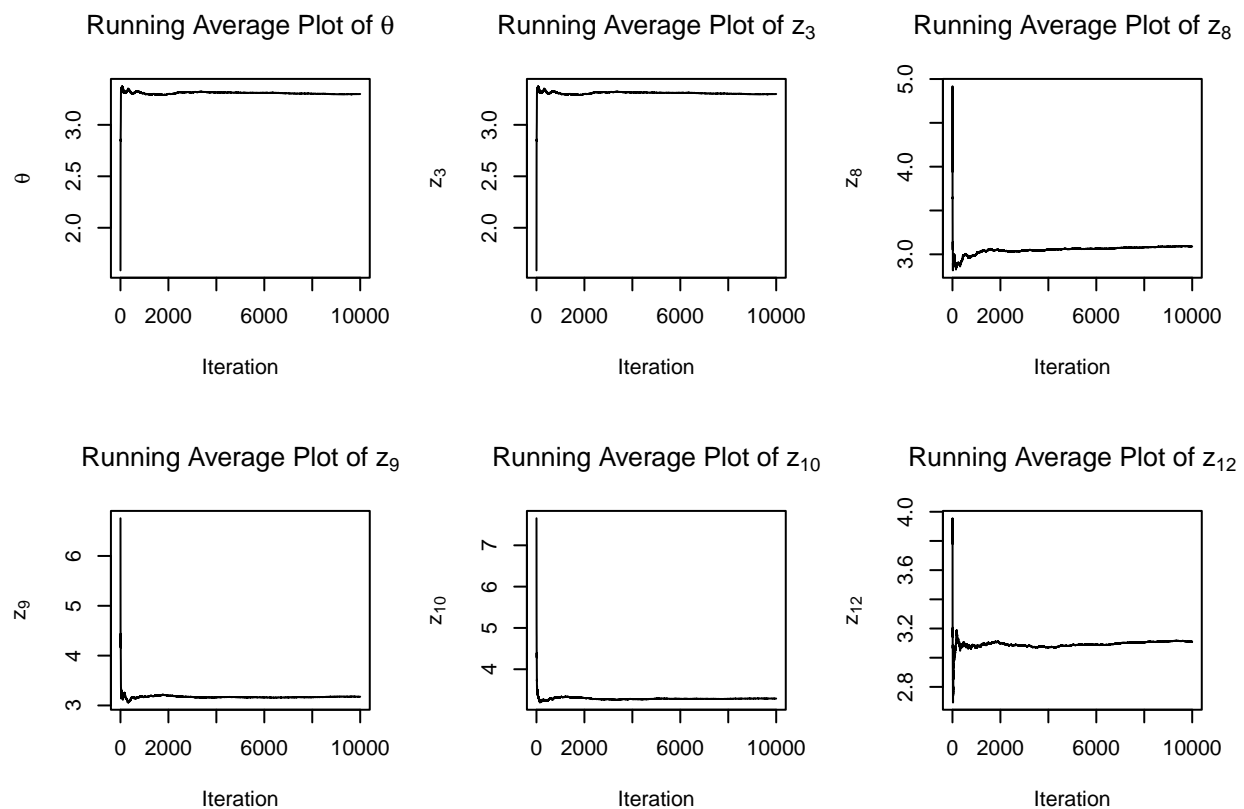 Running Average Plot of θ
θ
3.0
2.5
2.0
0 2000 6000 10000
Iteration
Running Average Plot of z₃
z₃
3.0
2.5
2.0
0 2000 6000 10000
Iteration
Running Average Plot of z₈
z₈
5.0
4.0
3.0
0 2000 6000 10000
Iteration
Running Average Plot of z₉
z₉
6
5
4
3
0 2000 6000 10000
Iteration
Running Average Plot of z₁₀
z₁₀
7
6
5
4
0 2000 6000 10000
Iteration
Running Average Plot of z₁₂
z₁₂
4.0
3.6
3.2
2.8
0 2000 6000 10000
Iteration